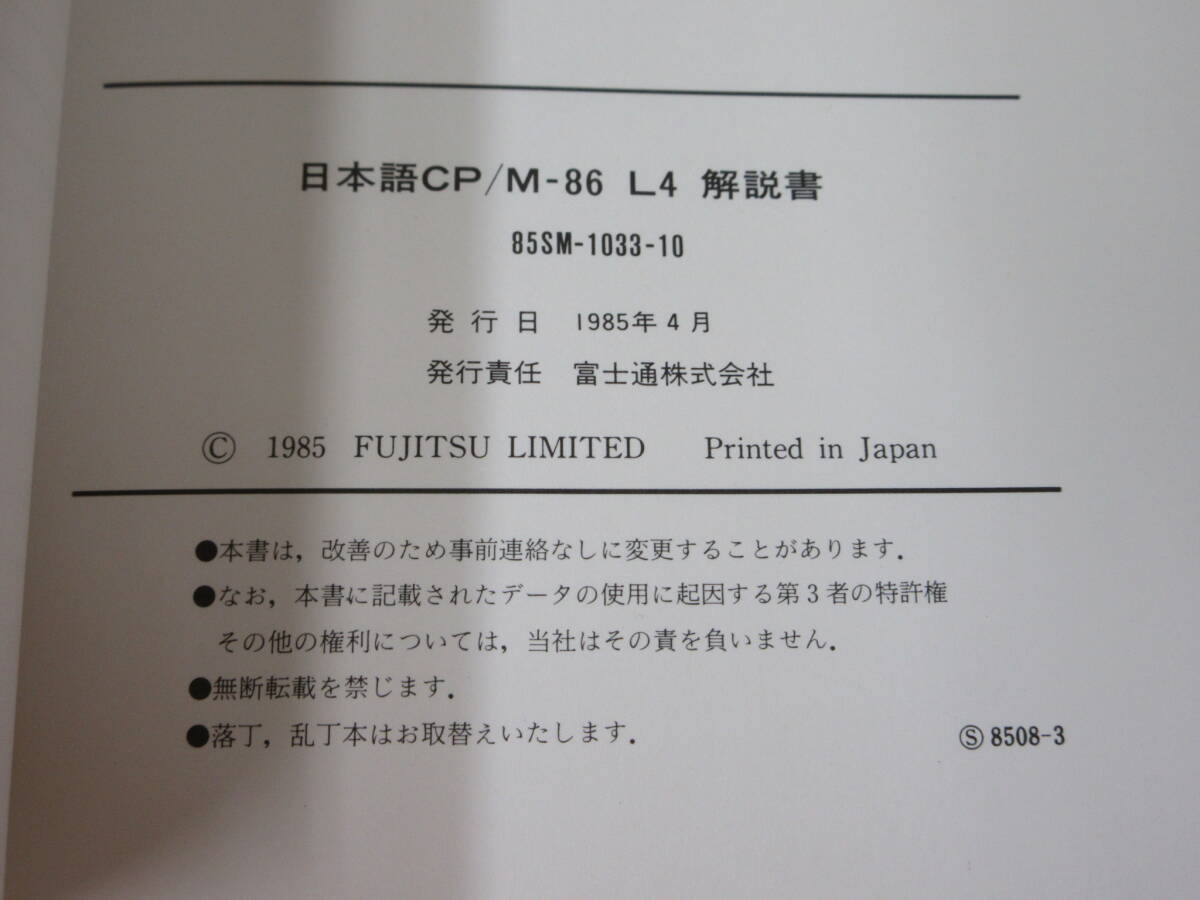 日本語CP/M-86 L4 解説書
85SM-1033-10
発行日 1985年4月
発行責任 富士通株式会社
© 1985 FUJITSU LIMITED Printed in Japan
●本書は，改善のため事前連絡なしに変更することがあります．
●なお，本書に記載されたデータの使用に起因する第3者の特許権
その他の権利については，当社はその責を負いません．
●無断転載を禁じます．
●落丁，乱丁本はお取替えいたします．
Ⓢ 8508-3